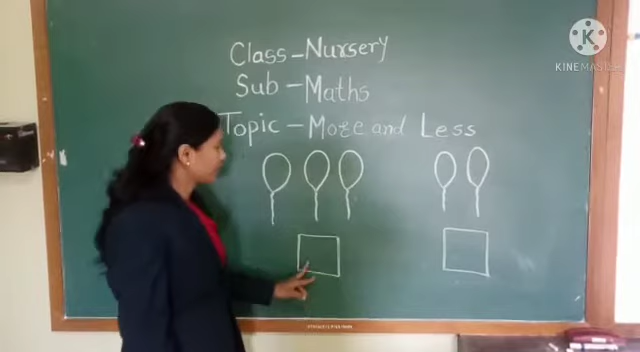 Class - Nursery
Sub - Maths
Topic - More and Less
K
KINEMASTER